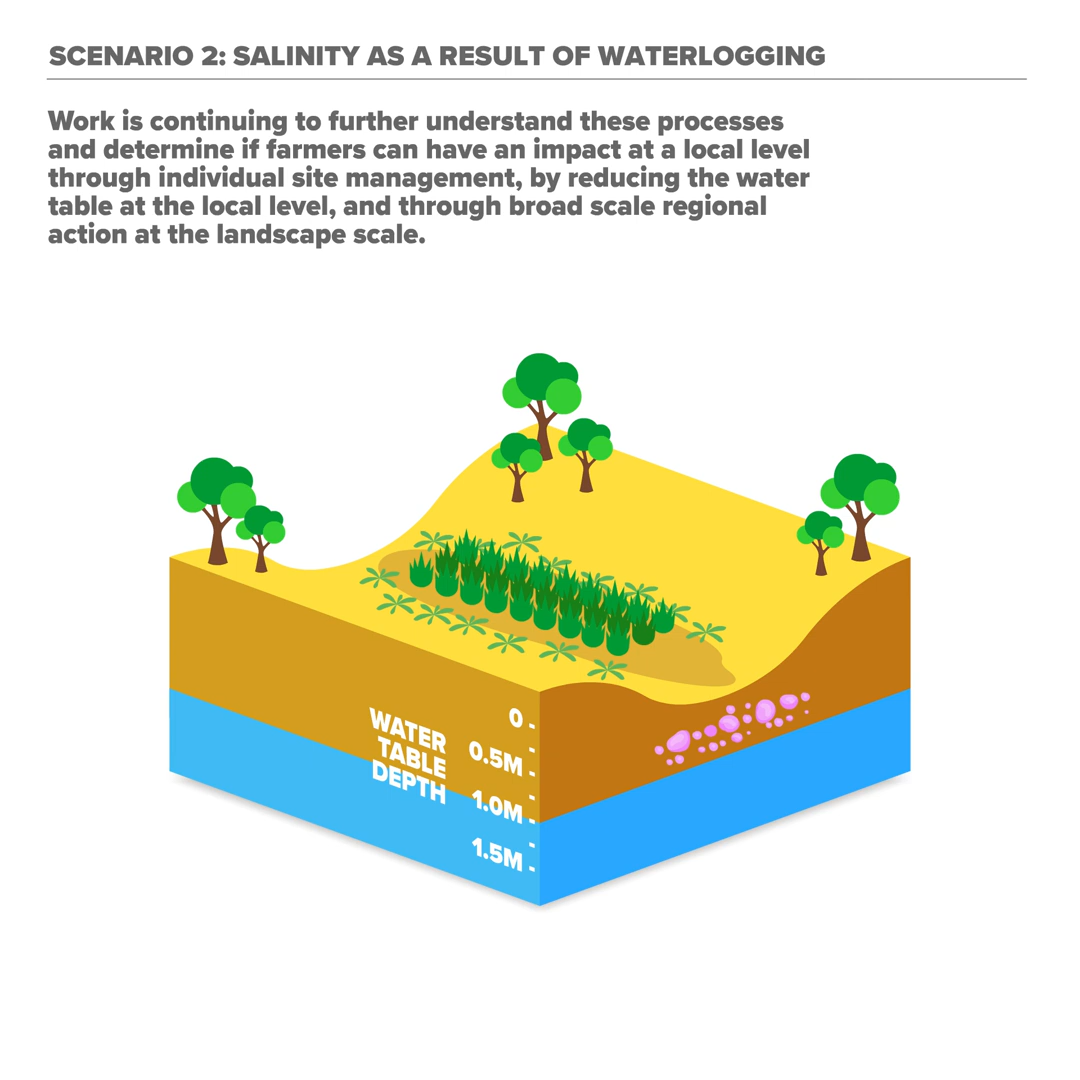 SCENARIO 2: SALINITY AS A RESULT OF WATERLOGGING
Work is continuing to further understand these processes
and determine if farmers can have an impact at a local level
through individual site management, by reducing the water
table at the local level, and through broad scale regional
action at the landscape scale.
WATER
TABLE
DEPTH
0 -
0.5M -
1.0M -
1.5M -